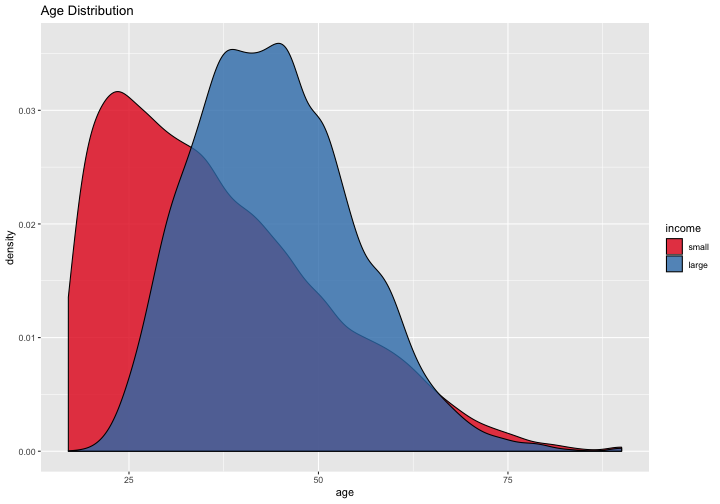 Age Distribution
density
0.03
0.02
0.01
0.00
25
50
75
age
income
small
large